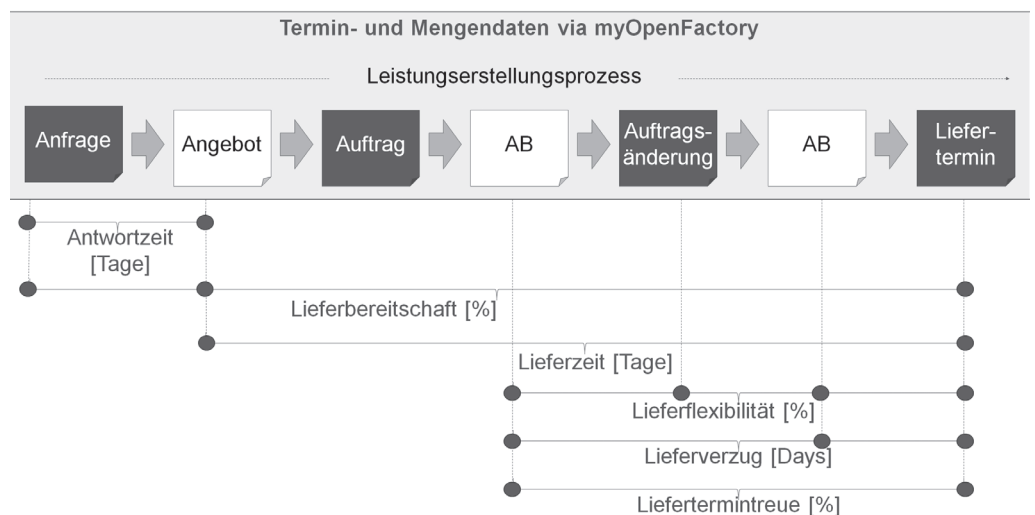 Termin- und Mengendaten via myOpenFactory
Leistungserstellungsprozess
Anfrage
Angebot
Auftrag
AB
Auftrags-
änderung
AB
Liefer-
termin
Antwortzeit
[Tage]
Lieferbereitschaft [%]
Lieferzeit [Tage]
Lieferflexibilität [%]
Lieferverzug [Days]
Liefertermintreue [%]